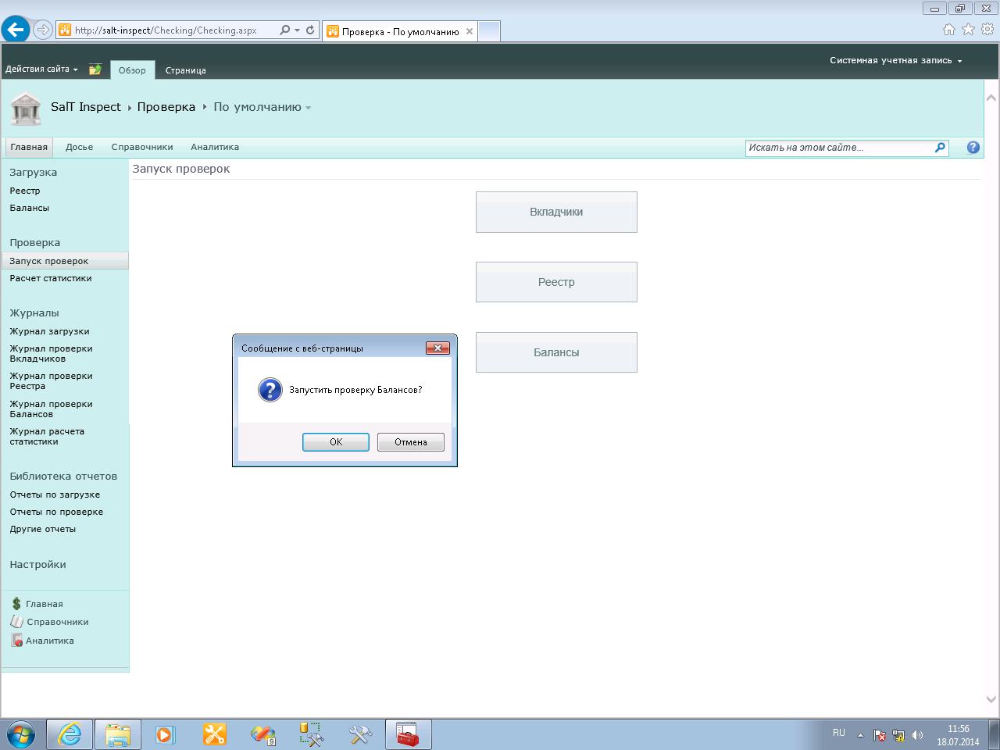 http://salt-inspect/Checking/Checking.aspx
Проверка - По умолчанию
Действия сайта
Обзор
Страница
Системная учетная запись
SalT Inspect
Проверка
По умолчанию
Главная
Досье
Справочники
Аналитика
Искать на этом сайте...
Загрузка
Реестр
Балансы
Проверка
Запуск проверок
Расчет статистики
Журналы
Журнал загрузки
Журнал проверки
Вкладчиков
Журнал проверки
Реестра
Журнал проверки
Балансов
Журнал расчета
статистики
Библиотека отчетов
Отчеты по загрузке
Отчеты по проверке
Другие отчеты
Настройки
Главная
Справочники
Аналитика
Запуск проверок
Вкладчики
Реестр
Балансы
Сообщение с веб-страницы
Запустить проверку Балансов?
OK
Отмена
9
RU
11:56
18.07.2014